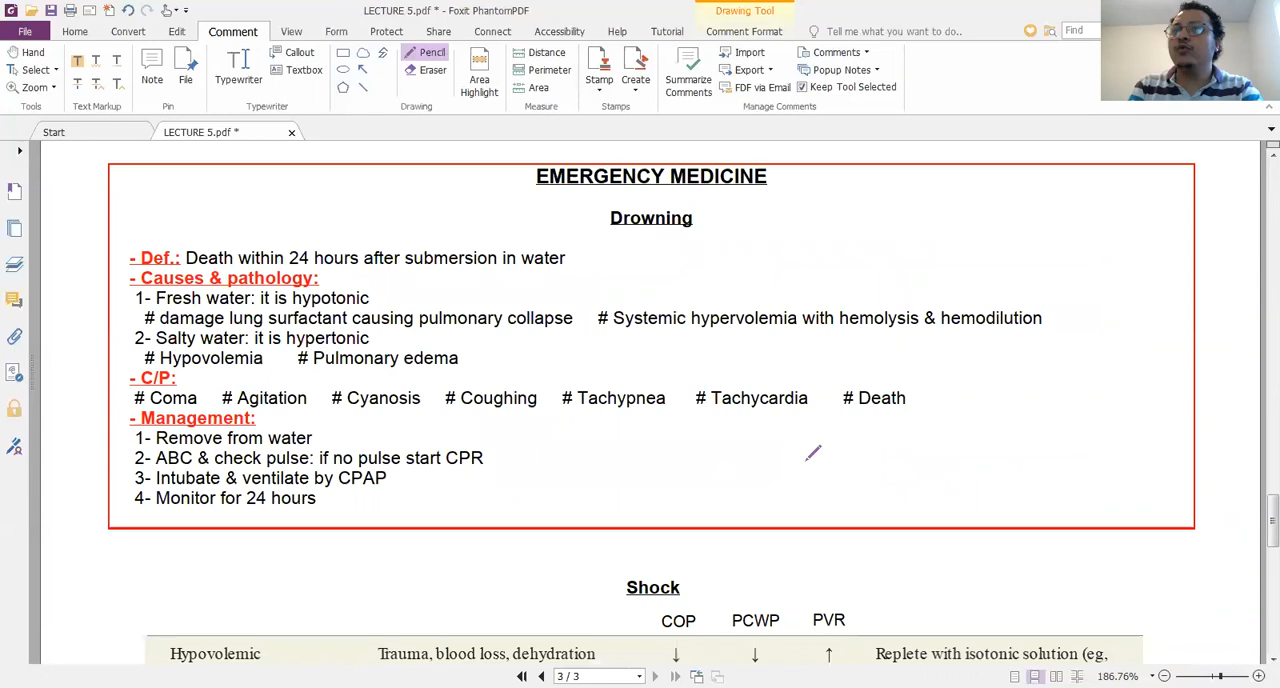 LECTURE 5.pdf * - Foxit PhantomPDF
Drawing Tool
File Home Convert Edit Comment View Form Protect Share Connect Accessibility Help Tutorial Comment Format Tell me what you want to do.. Find
Hand Select Zoom Tools
Text Markup
Note File Pin
Typewriter Callout Textbox Typewriter
Pencil Eraser Drawing
Area Highlight
Distance Perimeter Area Measure
Stamp Create Stamps
Summarize Comments Import Export FDF via Email Comments Popup Notes Keep Tool Selected Manage Comments
Start LECTURE 5.pdf *
EMERGENCY MEDICINE
Drowning
- Def.: Death within 24 hours after submersion in water
- Causes & pathology:
1- Fresh water: it is hypotonic
# damage lung surfactant causing pulmonary collapse # Systemic hypervolemia with hemolysis & hemodilution
2- Salty water: it is hypertonic
# Hypovolemia # Pulmonary edema
- C/P:
# Coma # Agitation # Cyanosis # Coughing # Tachypnea # Tachycardia # Death
- Management:
1- Remove from water
2- ABC & check pulse: if no pulse start CPR
3- Intubate & ventilate by CPAP
4- Monitor for 24 hours
Shock
COP PCWP PVR
Hypovolemic Trauma, blood loss, dehydration ↓ ↓ ↑ Replete with isotonic solution (eg,
3 / 3 186.76%